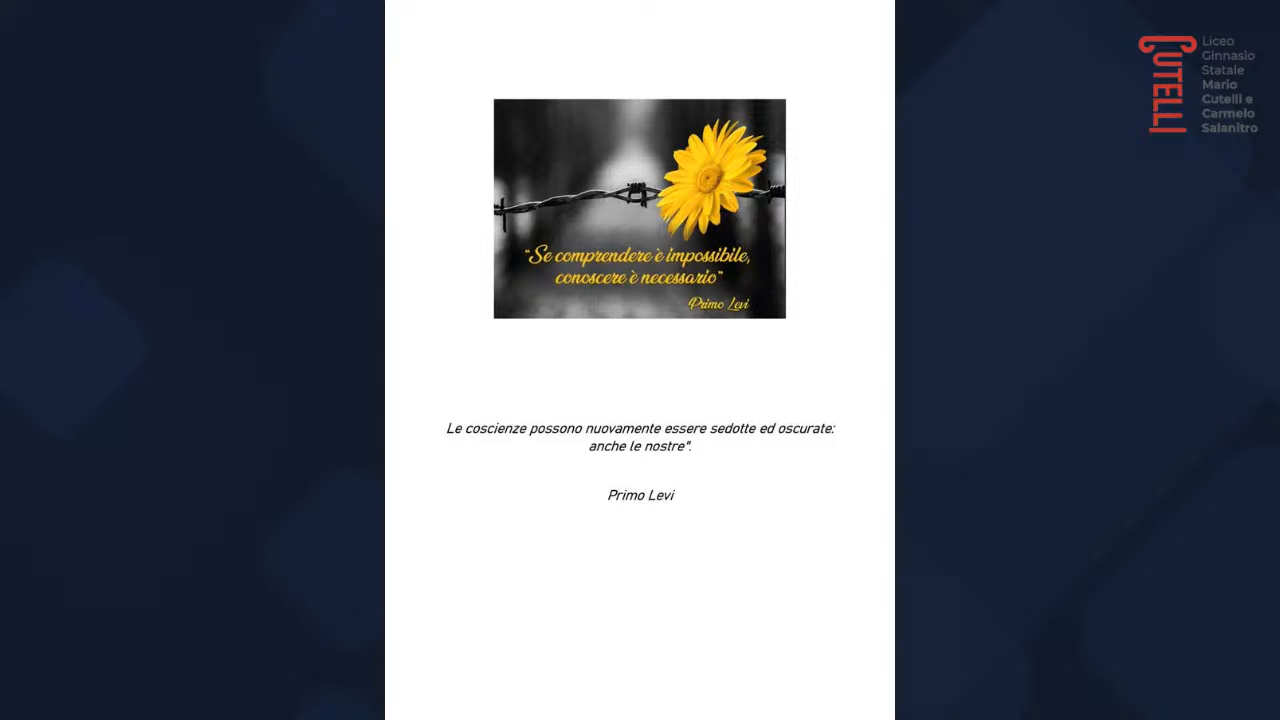 CUTELLI
Liceo
Ginnasio
Statale
Mario
Cutelli e
Carmelo
Salanitro
“Se comprendere è impossibile,
conoscere è necessario”
Primo Levi
Le coscienze possono nuovamente essere sedotte ed oscurate:
anche le nostre".
Primo Levi